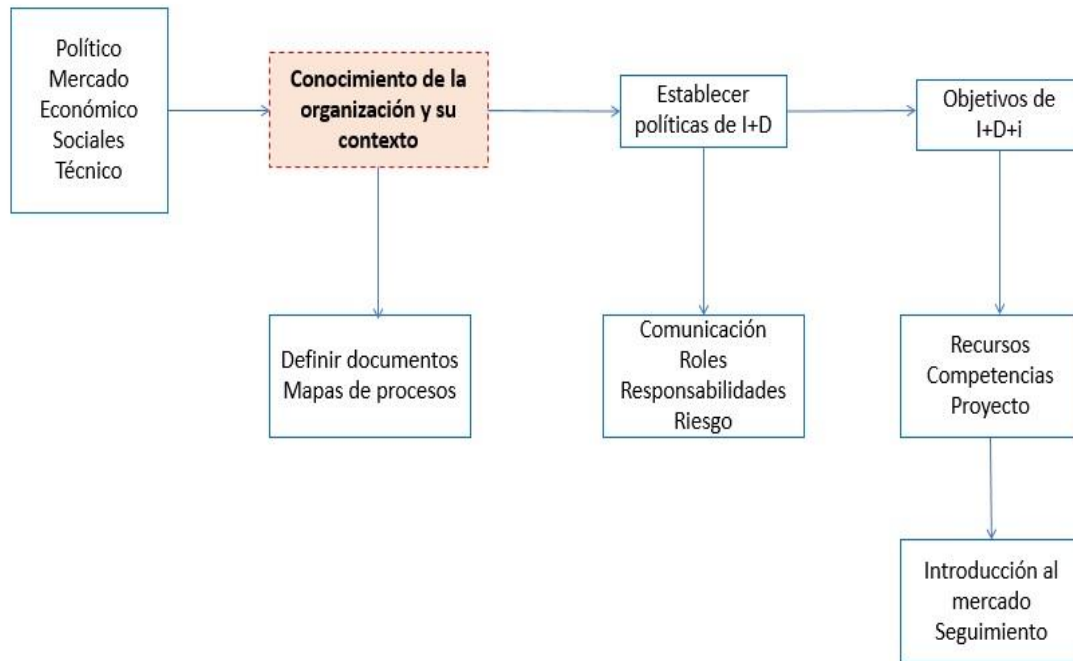 Político
Mercado
Económico
Sociales
Técnico
Conocimiento de la
organización y su
contexto
Establecer
políticas de I+D
Objetivos de
I+D+i
Definir documentos
Mapas de procesos
Comunicación
Roles
Responsabilidades
Riesgo
Recursos
Competencias
Proyecto
Introducción al
mercado
Seguimiento